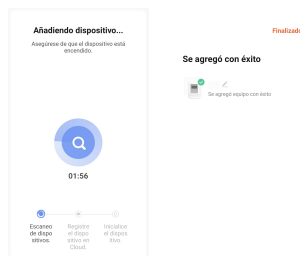 Añadiendo dispositivo...
Asegúrese de que el dispositivo está
encendido.
01:56
Escaneo
de dispo
sitivos.
Registre
el dispo
sitivo en
Cloud.
Inicialice
el dispos
itivo.
Finalizado
Se agregó con éxito
Se agregó equipo con éxito